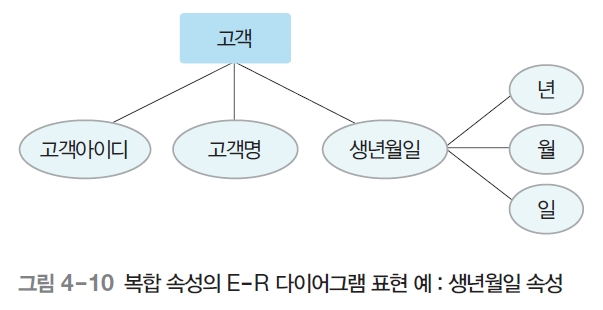 고객
고객아이디
고객명
생년월일
년
월
일
그림 4-10 복합 속성의 E-R 다이어그램 표현 예 : 생년월일 속성